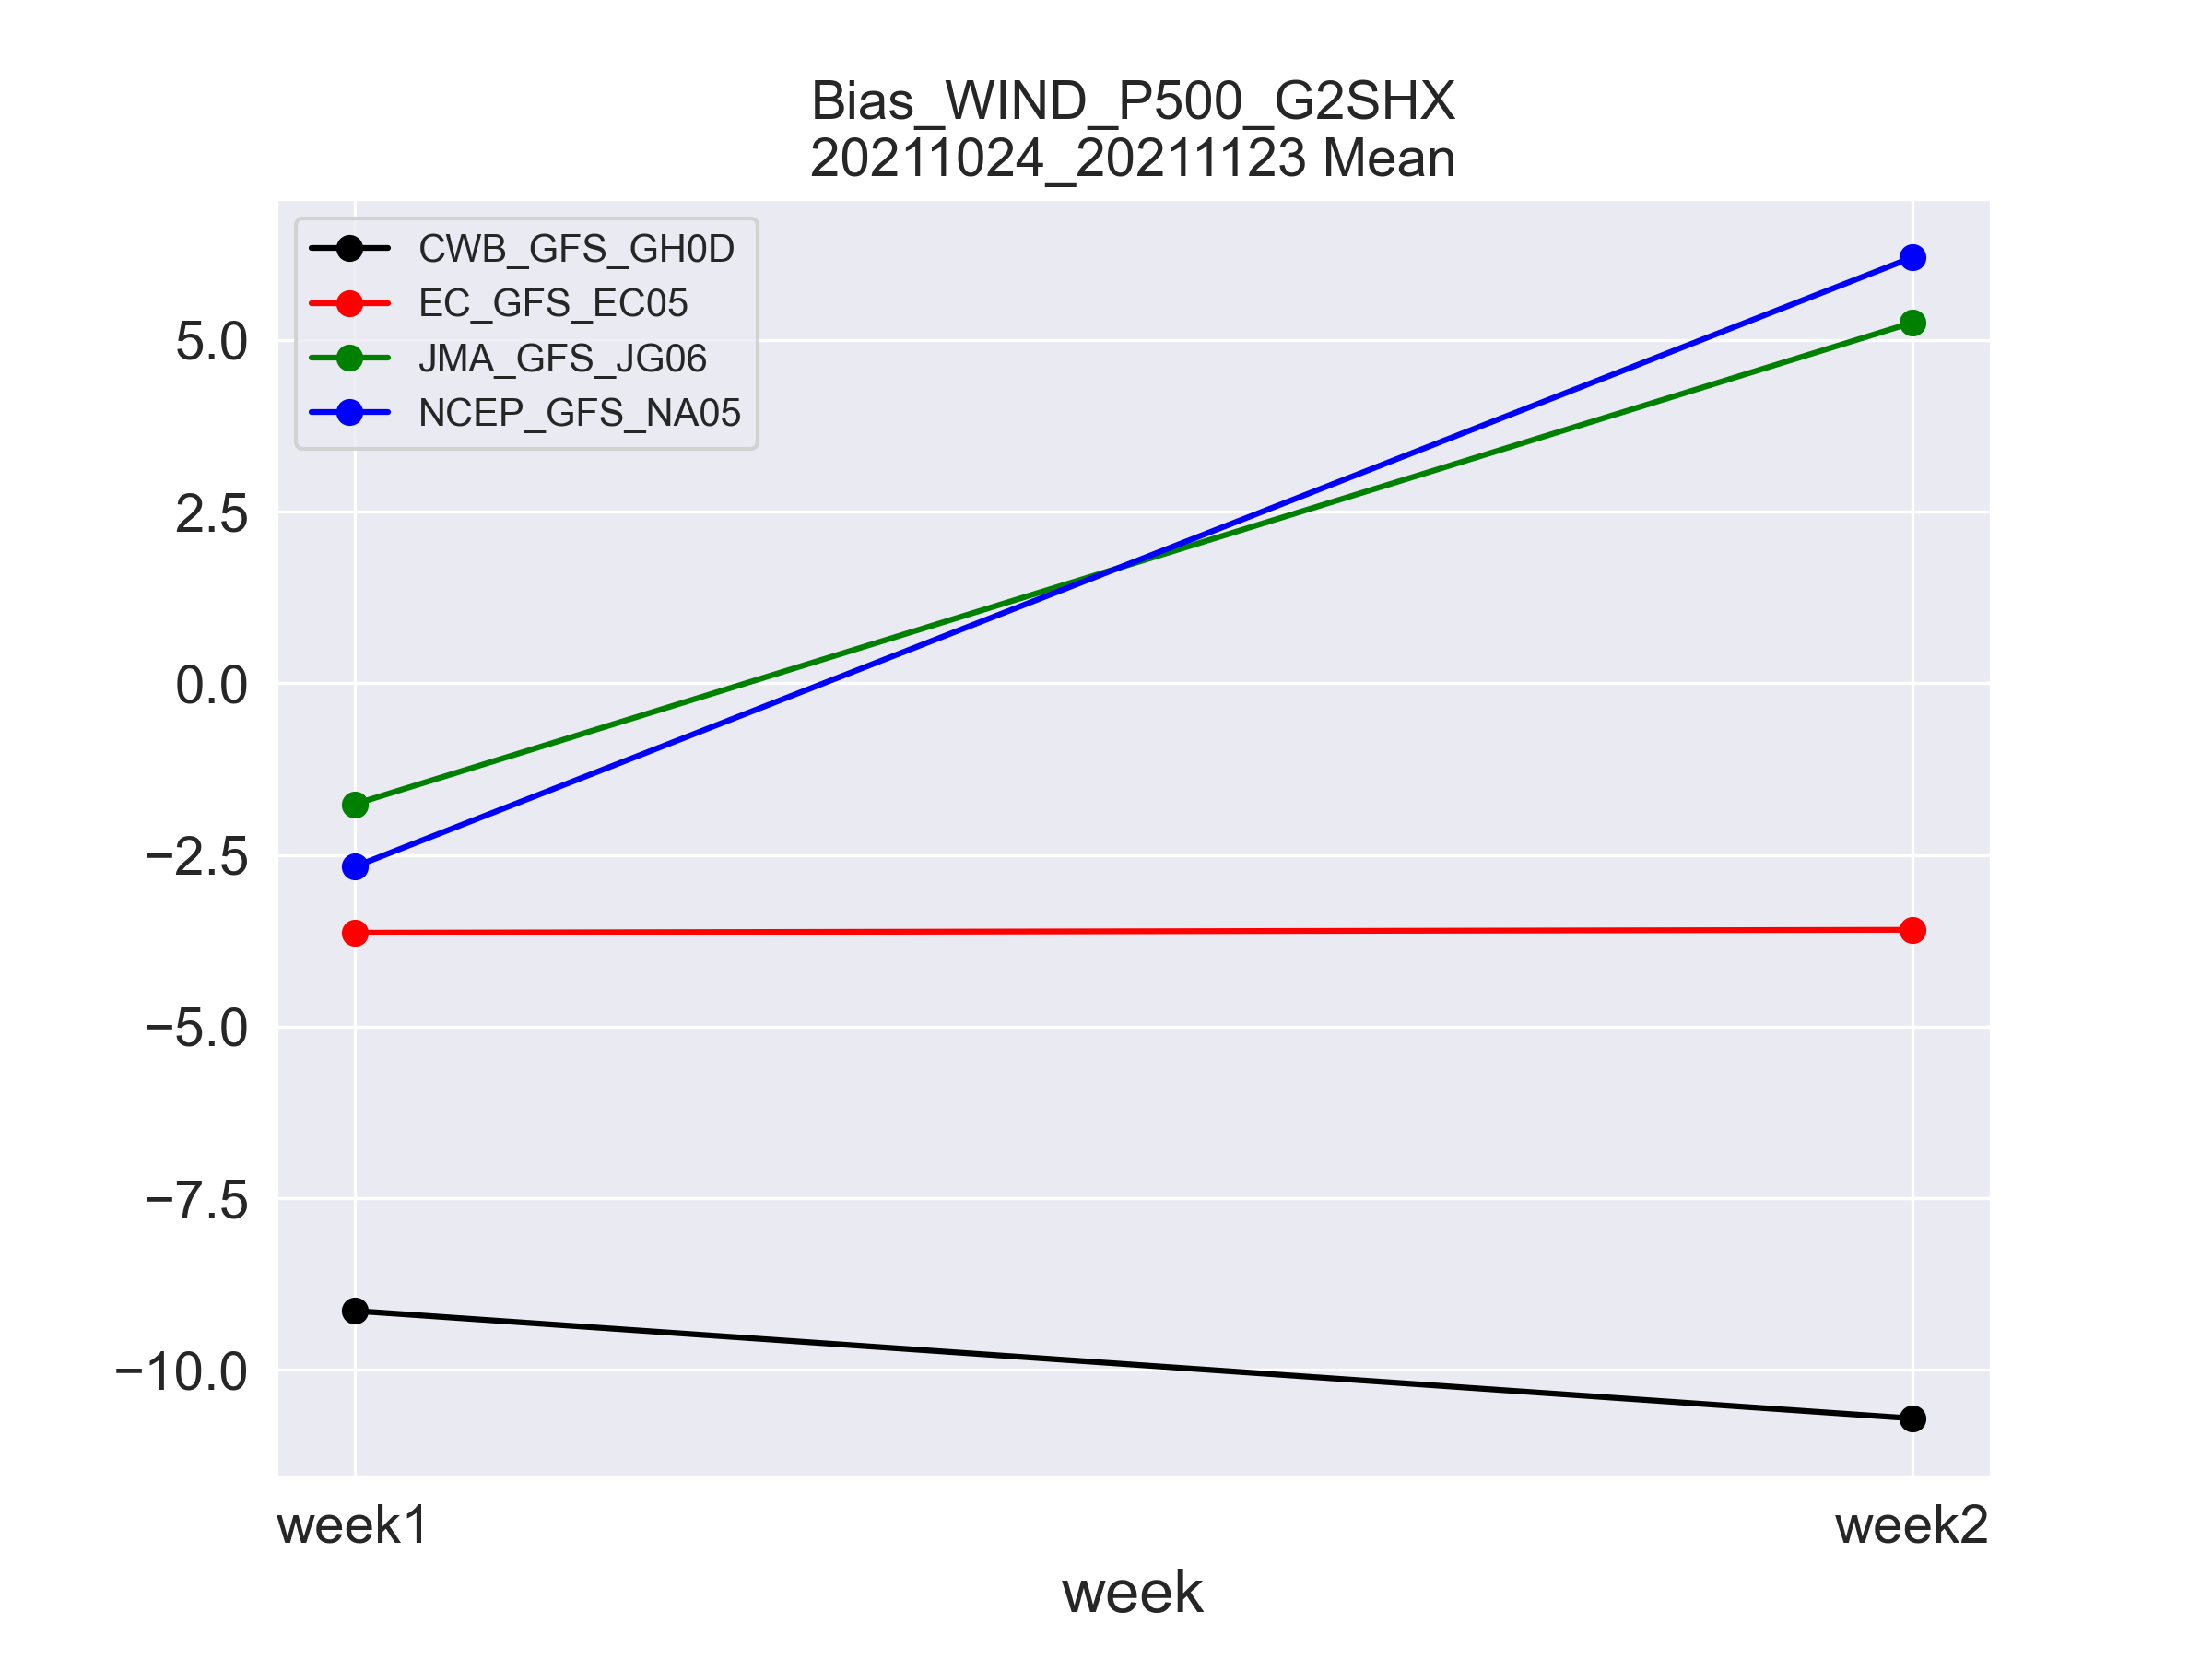 Bias_WIND_P500_G2SHX
20211024_20211123 Mean
CWB_GFS_GH0D
EC_GFS_EC05
JMA_GFS_JG06
NCEP_GFS_NA05
5.0
2.5
0.0
−2.5
−5.0
−7.5
−10.0
week1
week2
week